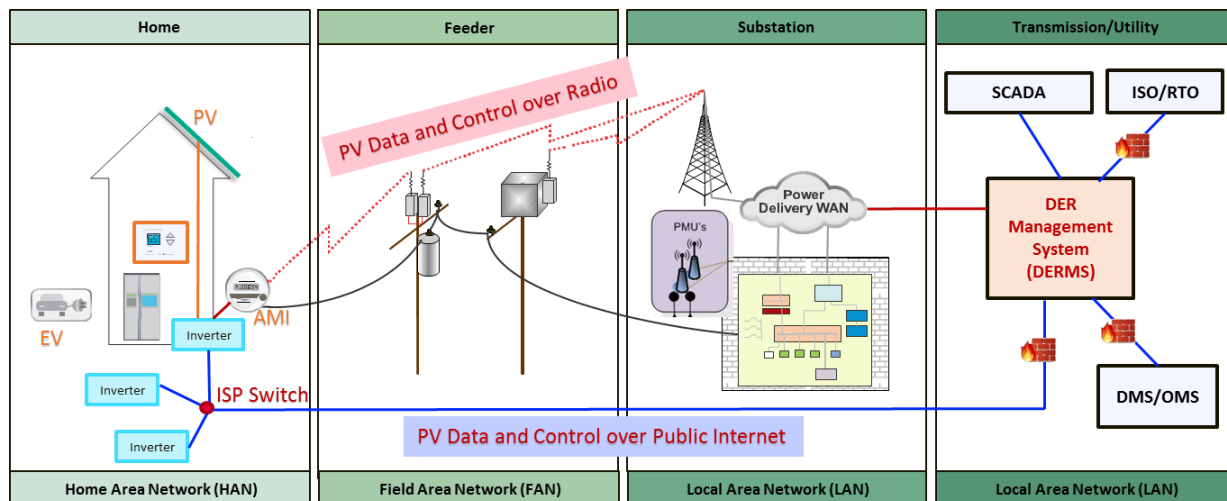 Home
Feeder
Substation
Transmission/Utility
PV
PV Data and Control over Radio
SCADA
ISO/RTO
Power
Delivery WAN
DER
Management
System
(DERMS)
PMU's
AMI
EV
Inverter
Inverter
Inverter
ISP Switch
DMS/OMS
PV Data and Control over Public Internet
Home Area Network (HAN)
Field Area Network (FAN)
Local Area Network (LAN)
Local Area Network (LAN)